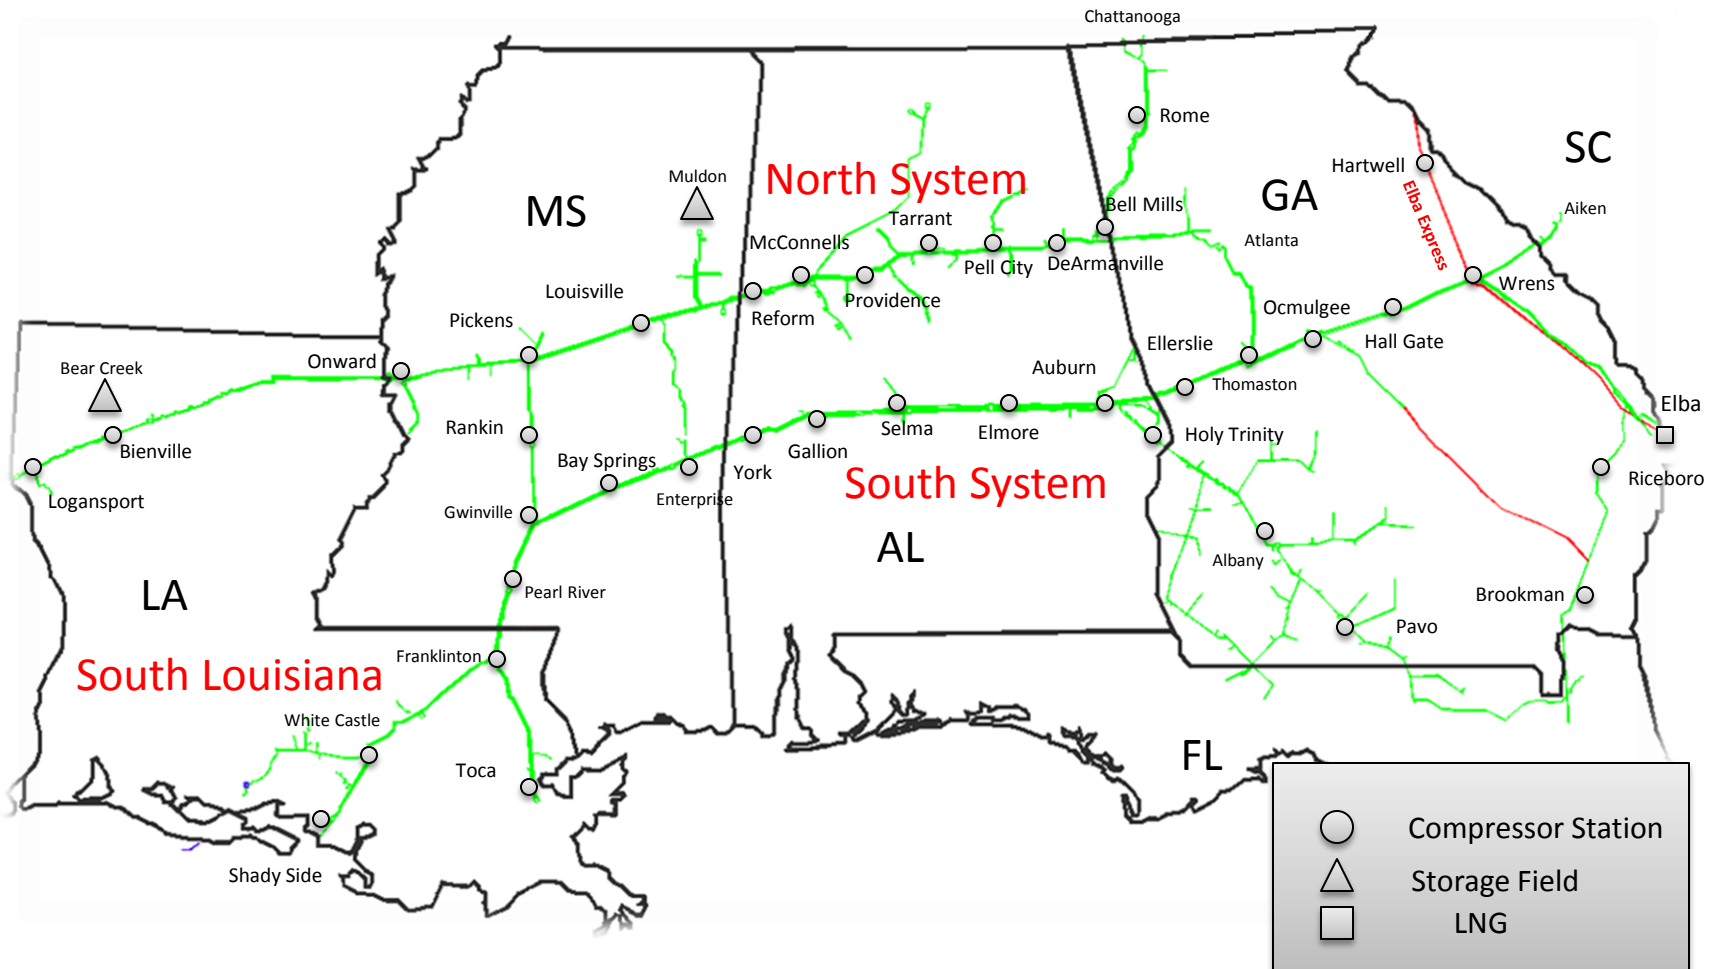 Chattanooga
Rome
SC
Hartwell
Muldon
North System
MS
GA
Elba Express
Aiken
Bell Mills
Tarrant
McConnells
Atlanta
Pell City
DeArmanville
Wrens
Louisville
Providence
Reform
Ocmulgee
Pickens
Hall Gate
Ellerslie
Onward
Bear Creek
Auburn
Thomaston
Elba
Rankin
Selma
Elmore
Holy Trinity
Bienville
Gallion
Bay Springs
York
South System
Riceboro
Logansport
Enterprise
Gwinville
AL
Albany
LA
Pearl River
Brookman
Pavo
Franklinton
South Louisiana
White Castle
Toca
FL
Compressor Station
Shady Side
Storage Field
LNG